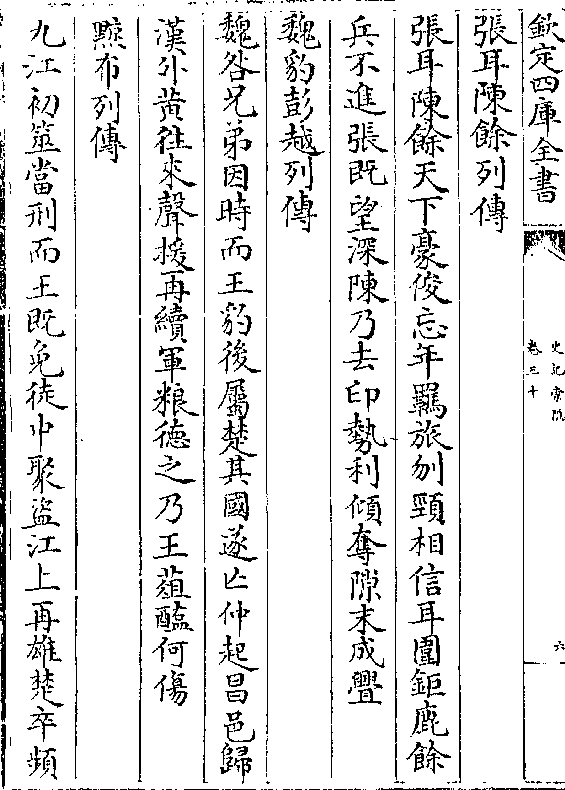 欽定四庫全書
史記索隠
卷三十
六
張耳陳餘列傳
張耳陳餘天下豪俊忘年羈旅刎頸相信耳圍鉅鹿餘
兵不進張既望深陳乃去印勢利傾奪隙末成釁
魏豹彭越列傳
魏咎兄弟因時而王豹後屬楚其國遂亡仲起昌邑歸
漢外黃往來聲援再續軍粮徳之乃王葅醢何傷
黥布列傳
九江初筮當刑而王既免徒中聚盜江上再雄楚卒頻